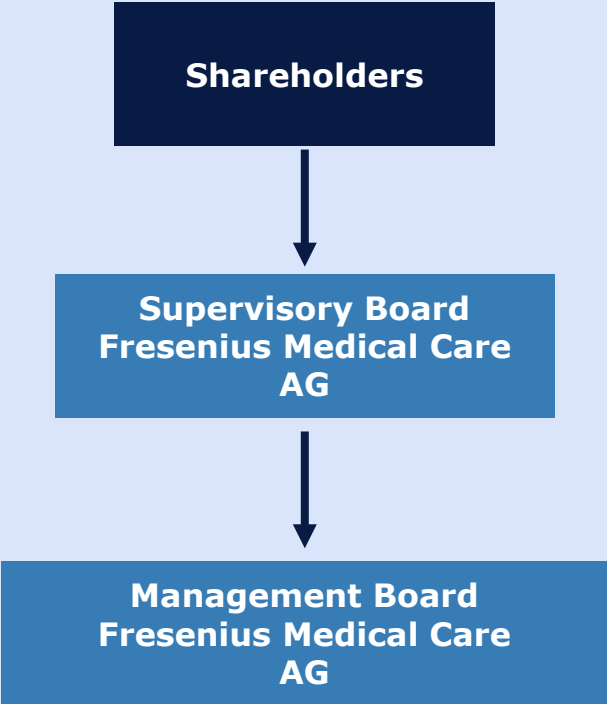 Shareholders
Supervisory Board
Fresenius Medical Care
AG
Management Board
Fresenius Medical Care
AG